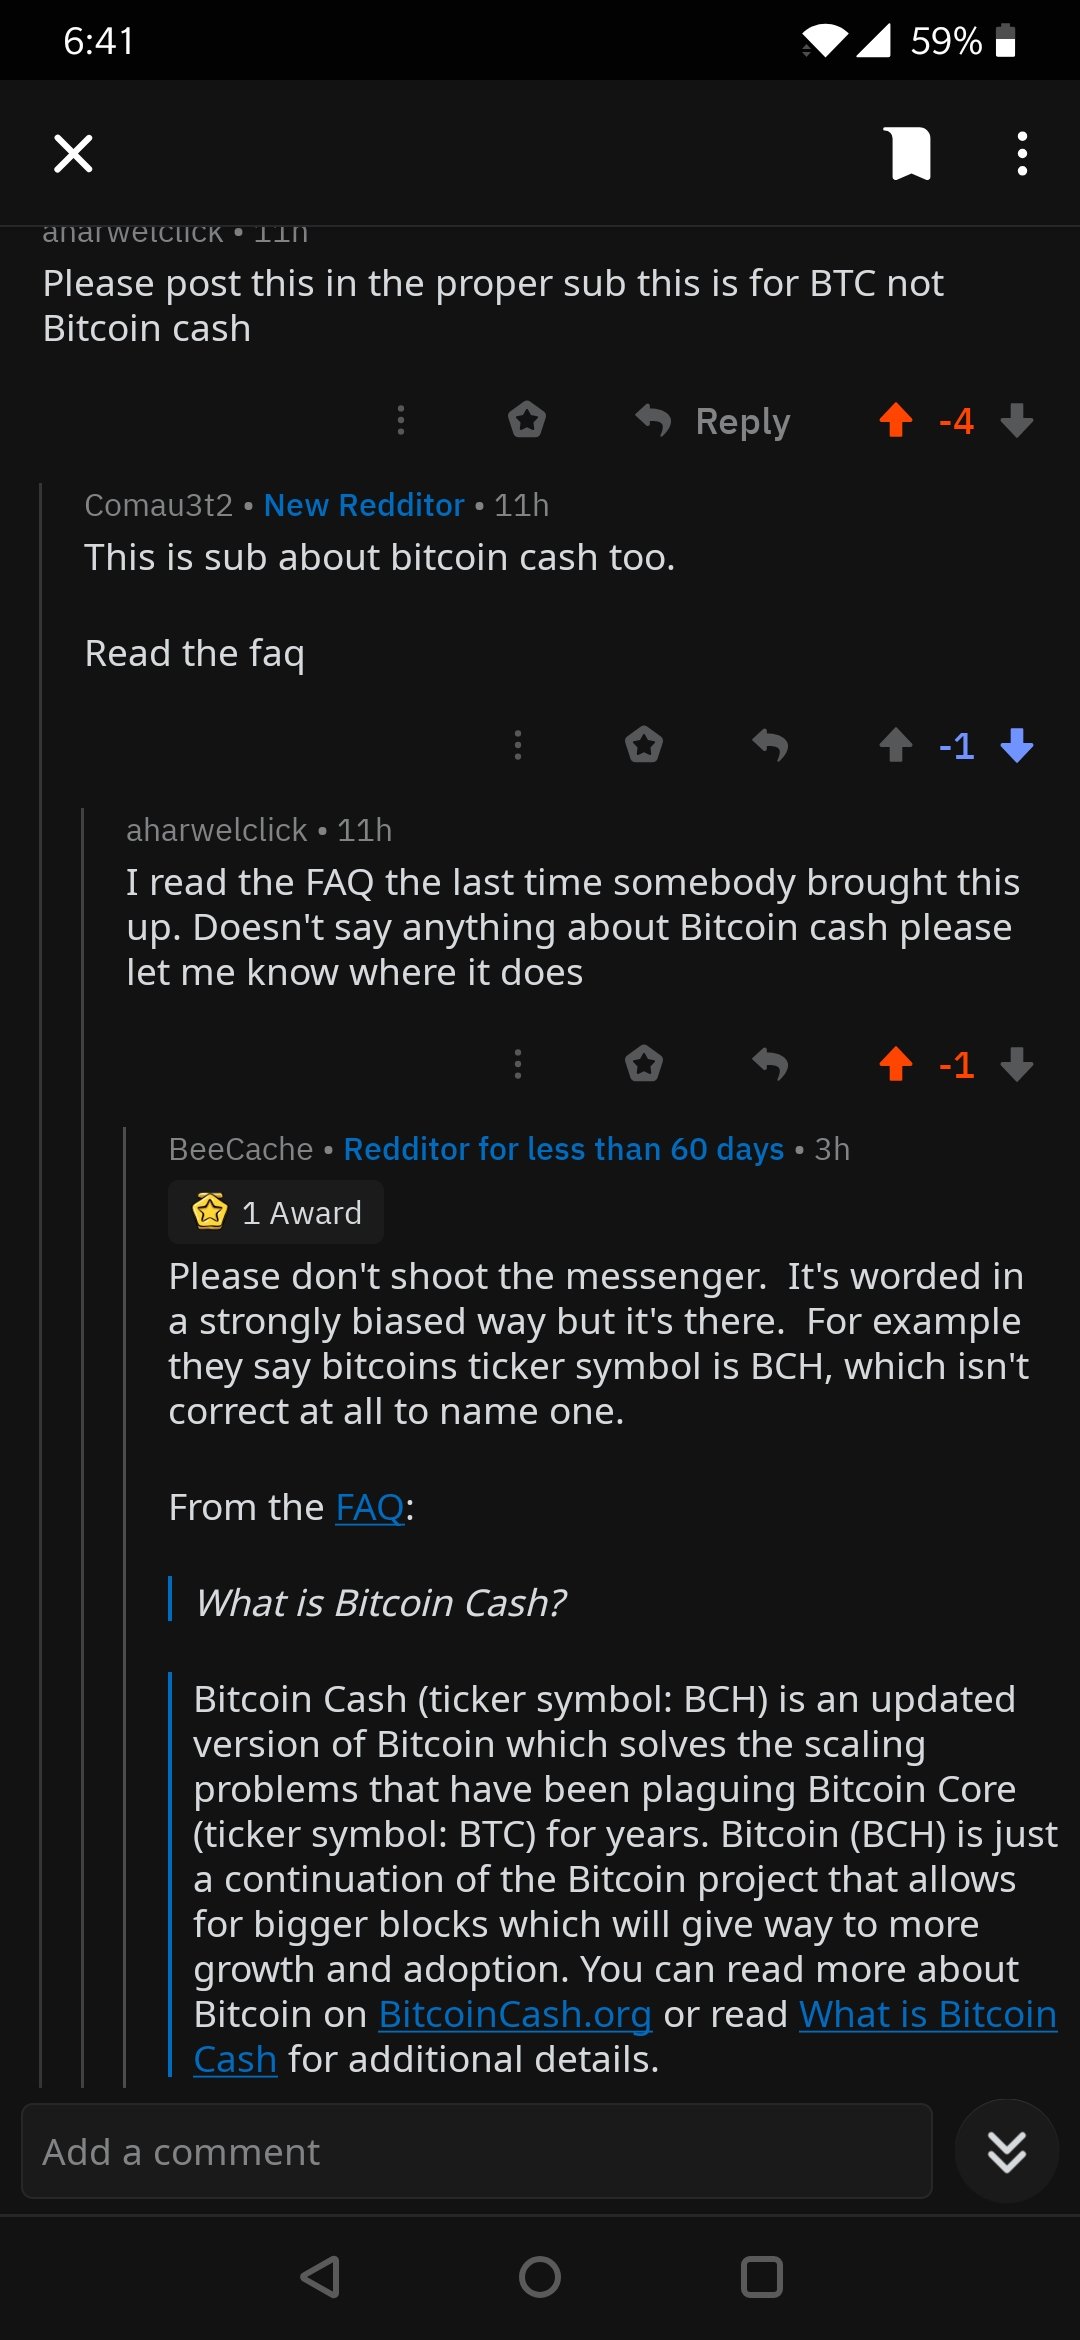 6:41
59%
aharwelclick • 11h
Please post this in the proper sub this is for BTC not
Bitcoin cash
Reply
-4
Comau3t2 • New Redditor • 11h
This is sub about bitcoin cash too.
Read the faq
-1
aharwelclick • 11h
I read the FAQ the last time somebody brought this
up. Doesn't say anything about Bitcoin cash please
let me know where it does
-1
BeeCache • Redditor for less than 60 days • 3h
1 Award
Please don't shoot the messenger.  It's worded in
a strongly biased way but it's there.  For example
they say bitcoins ticker symbol is BCH, which isn't
correct at all to name one.
From the FAQ:
What is Bitcoin Cash?
Bitcoin Cash (ticker symbol: BCH) is an updated
version of Bitcoin which solves the scaling
problems that have been plaguing Bitcoin Core
(ticker symbol: BTC) for years. Bitcoin (BCH) is just
a continuation of the Bitcoin project that allows
for bigger blocks which will give way to more
growth and adoption. You can read more about
Bitcoin on BitcoinCash.org or read What is Bitcoin
Cash for additional details.
Add a comment